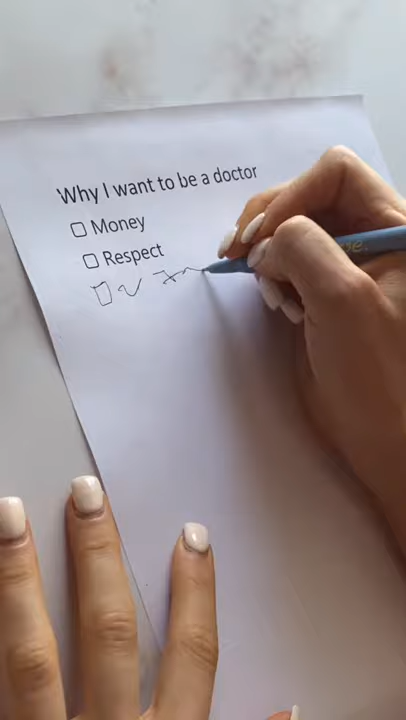 Why I want to be a doctor
☐ Money
☐ Respect